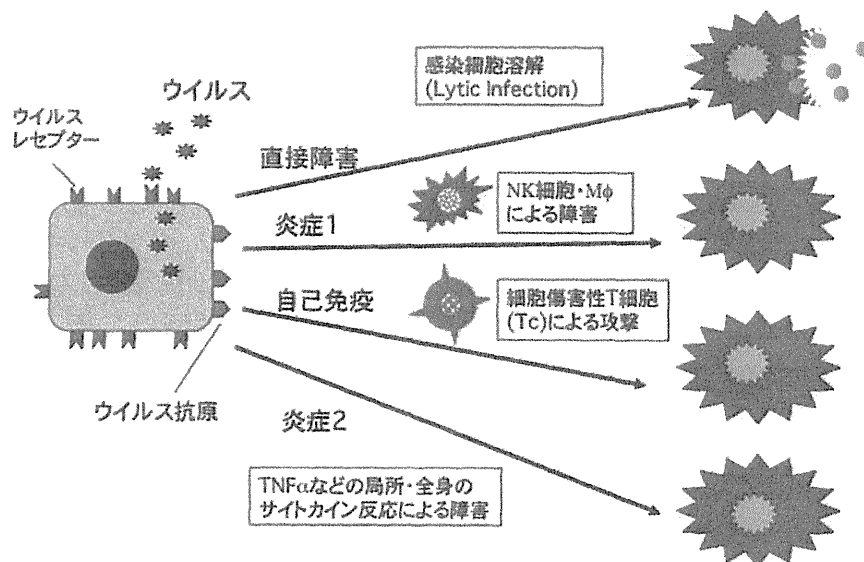 感染細胞溶解
(Lytic Infection)
ウイルス
ウイルス
レセプター
直接障害
NK細胞・Mφ
による障害
炎症1
自己免疫
細胞傷害性T細胞
(Tc)による攻撃
ウイルス抗原
炎症2
TNFαなどの局所・全身の
サイトカイン反応による障害